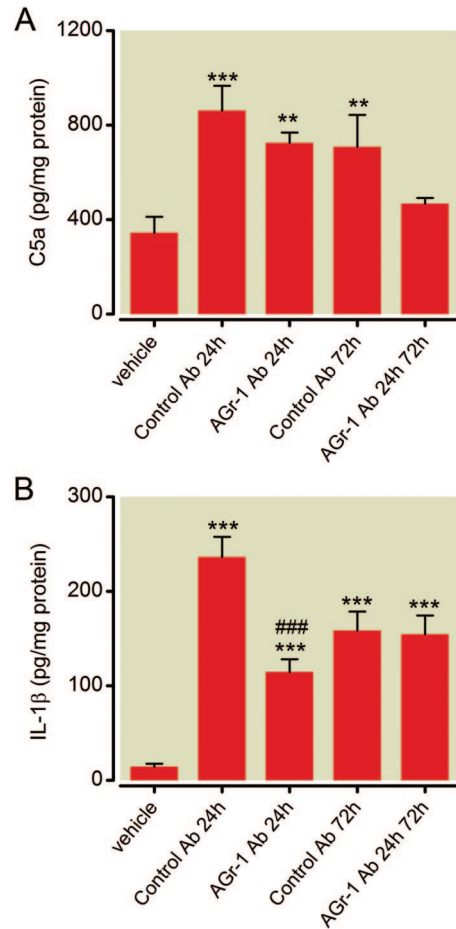 A
1200
800
400
0
C5a (pg/mg protein)
***
**
**
vehicle
Control Ab 24h
AGr-1 Ab 24h
Control Ab 72h
AGr-1 Ab 24h 72h
B
300
200
100
0
IL-1β (pg/mg protein)
***
###
***
***
***
vehicle
Control Ab 24h
AGr-1 Ab 24h
Control Ab 72h
AGr-1 Ab 24h 72h